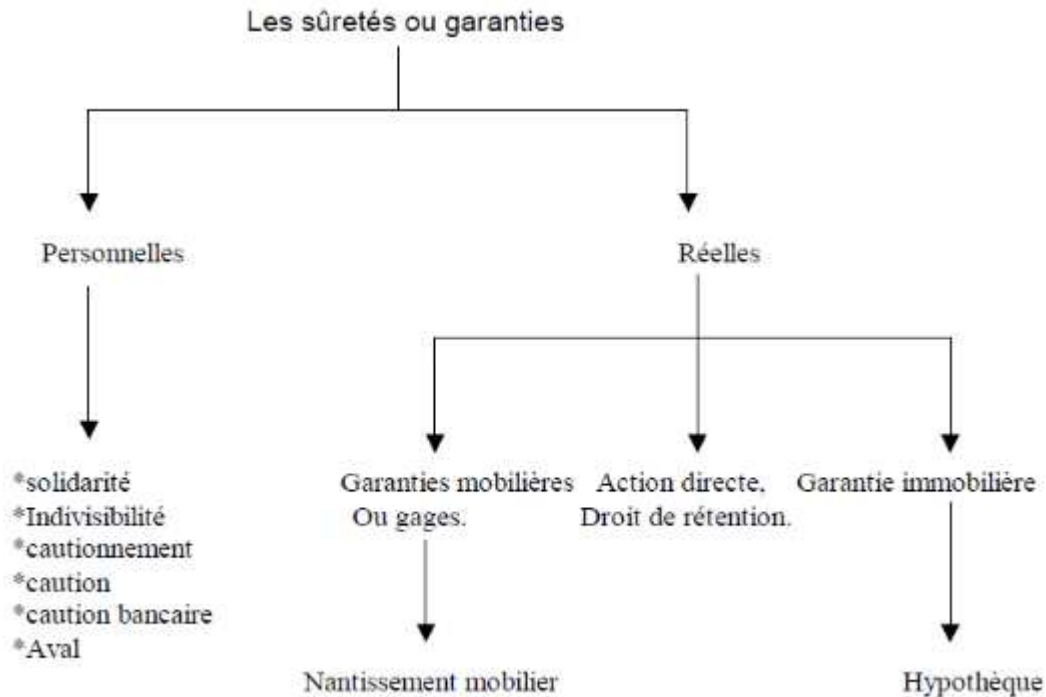 Les sûretés ou garanties
Personnelles
Réelles
*solidarité
*Indivisibilité
*cautionnement
*caution
*caution bancaire
*Aval
Garanties mobilières
Ou gages.
Action directe,
Droit de rétention.
Garantie immobilière
Nantissement mobilier
Hypothèque